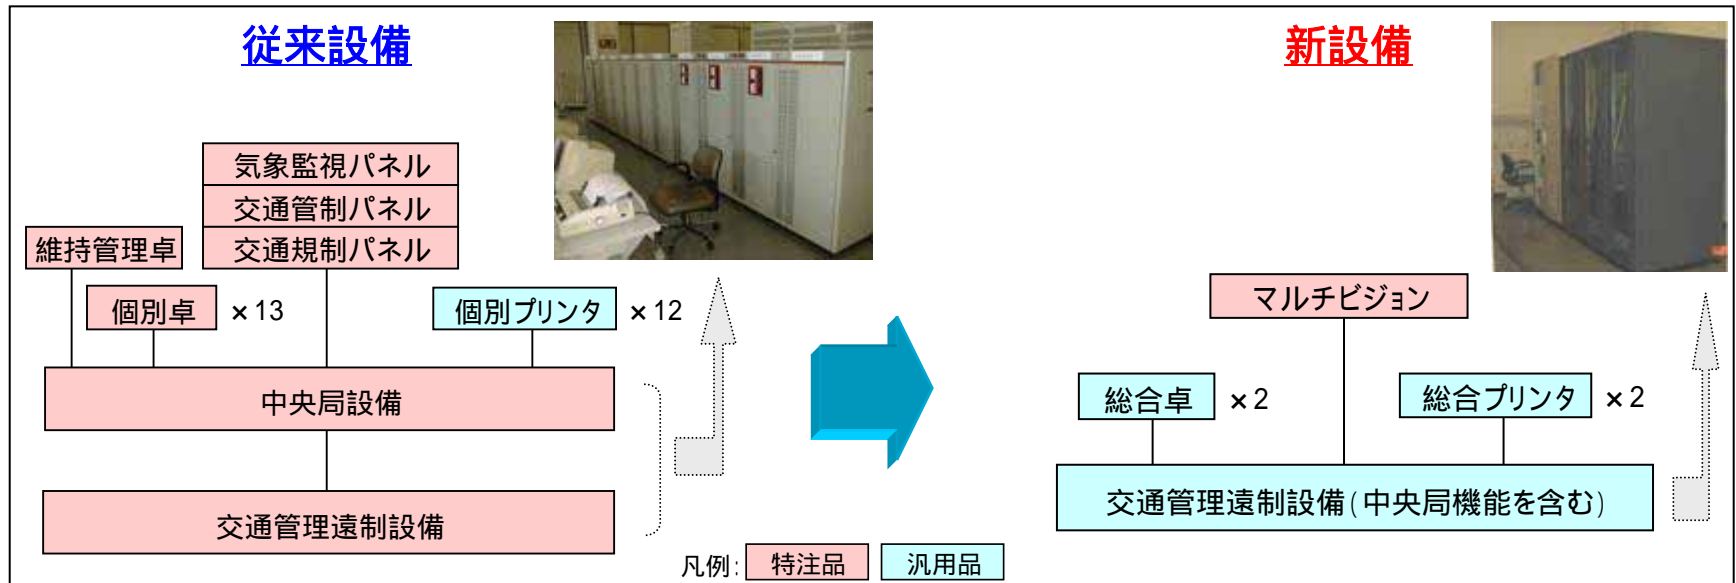 従来設備
気象監視パネル
交通管制パネル
交通規制パネル
維持管理卓
個別卓 ×13
個別プリンタ ×12
中央局設備
交通管理遠制設備
新設備
マルチビジョン
総合卓 ×2
総合プリンタ ×2
交通管理遠制設備(中央局機能を含む)
凡例: 特注品 汎用品